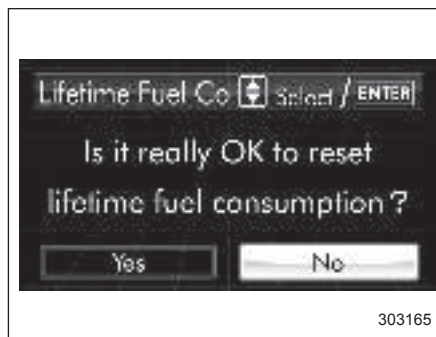 Lifetime Fuel Co Select / ENTER
Is it really OK to reset
lifetime fuel consumption ?
Yes No
303165